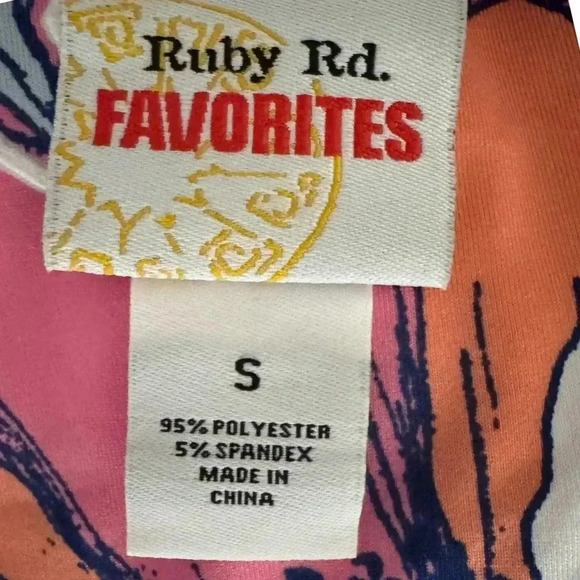 Ruby Rd.
FAVORITES
S
95% POLYESTER
5% SPANDEX
MADE IN
CHINA